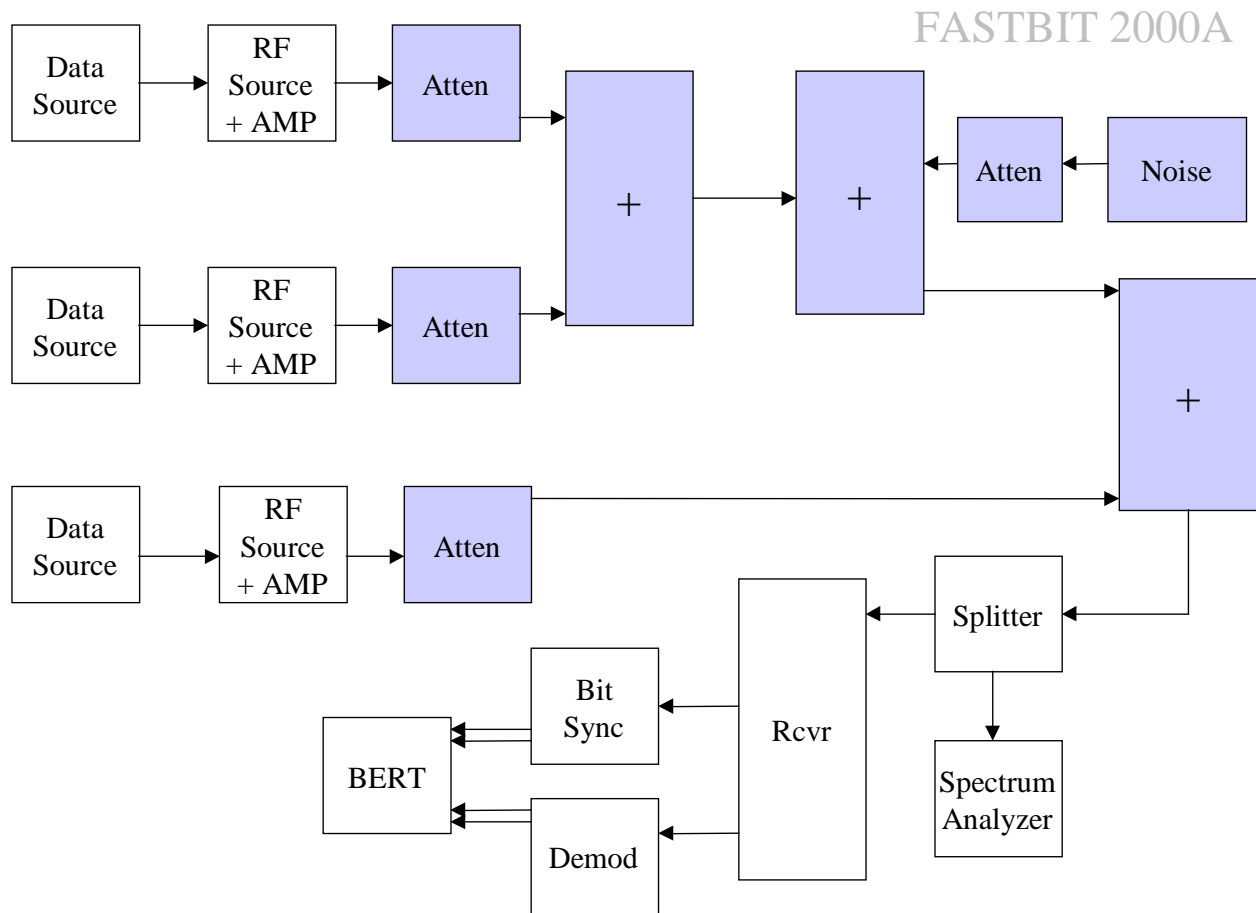 FASTBIT 2000A
Data
Source
RF
Source
+ AMP
Atten
+
+
Atten
Noise
Data
Source
RF
Source
+ AMP
Atten
+
Data
Source
RF
Source
+ AMP
Atten
Splitter
Bit
Sync
Rcvr
BERT
Spectrum
Analyzer
Demod